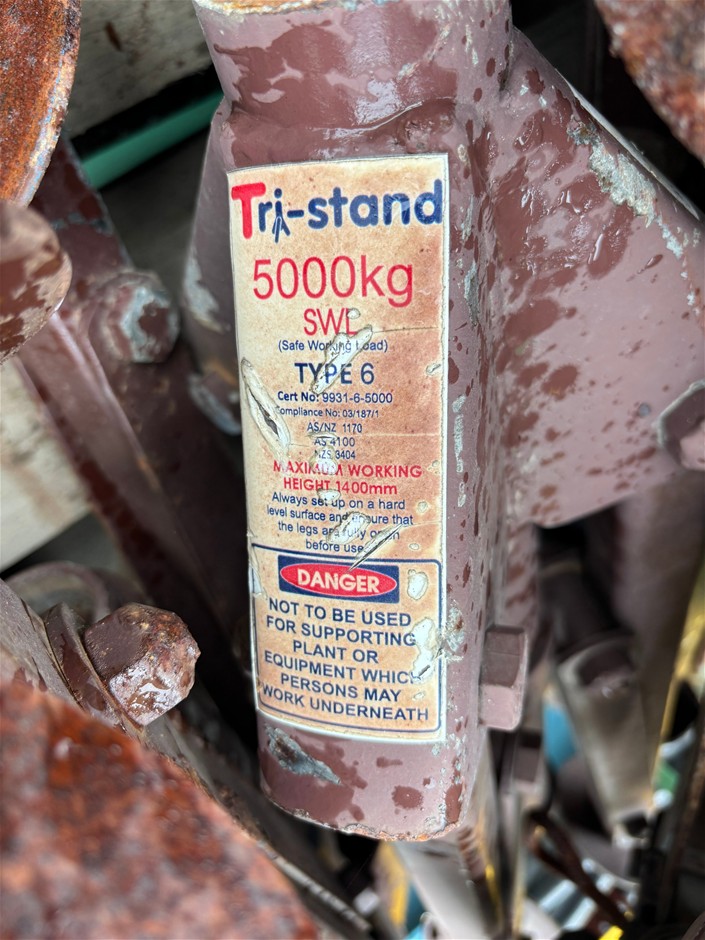 Tri-stand
5000kg
SWL
(Safe Working Load)
TYPE 6
Cert No: 9931-6-5000
Compliance No: 03/187/1
AS/NZ 1170
AS 4100
NZS 3404
MAXIMUM WORKING
HEIGHT 1400mm
Always set up on a hard
level surface and ensure that
the legs are fully open
before use
DANGER
NOT TO BE USED
FOR SUPPORTING
PLANT OR
EQUIPMENT WHICH
PERSONS MAY
WORK UNDERNEATH